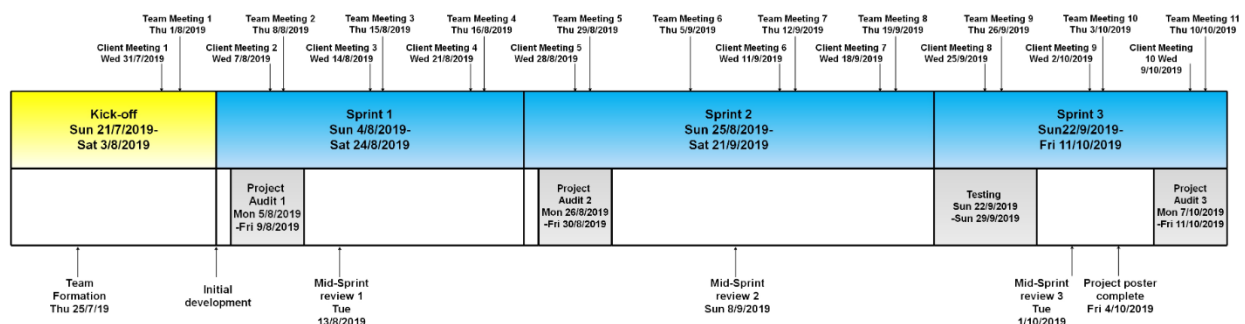 Team Meeting 1
Thu 1/8/2019
Team Meeting 2
Thu 8/8/2019
Team Meeting 3
Thu 15/8/2019
Team Meeting 4
Thu 16/8/2019
Team Meeting 5
Thu 29/8/2019
Team Meeting 6
Thu 5/9/2019
Team Meeting 7
Thu 12/9/2019
Team Meeting 8
Thu 19/9/2019
Team Meeting 9
Thu 26/9/2019
Team Meeting 10
Thu 3/10/2019
Team Meeting 11
Thu 10/10/2019
Client Meeting 1
Wed 31/7/2019
Client Meeting 2
Wed 7/8/2019
Client Meeting 3
Wed 14/8/2019
Client Meeting 4
Wed 21/8/2019
Client Meeting 5
Wed 28/8/2019
Client Meeting 6
Wed 11/9/2019
Client Meeting 7
Wed 18/9/2019
Client Meeting 8
Wed 25/9/2019
Client Meeting 9
Wed 2/10/2019
Client Meeting
10 Wed
9/10/2019
Kick-off
Sun 21/7/2019-
Sat 3/8/2019
Sprint 1
Sun 4/8/2019-
Sat 24/8/2019
Sprint 2
Sun 25/8/2019-
Sat 21/9/2019
Sprint 3
Sun22/9/2019-
Fri 11/10/2019
Project
Audit 1
Mon 5/8/2019
-Fri 9/8/2019
Project
Audit 2
Mon 26/8/2019
-Fri 30/8/2019
Testing
Sun 22/9/2019
-Sun 29/9/2019
Project
Audit 3
Mon 7/10/2019
-Fri 11/10/2019
Team
Formation
Thu 25/7/19
Initial
development
Mid-Sprint
review 1
Tue
13/8/2019
Mid-Sprint
review 2
Sun 8/9/2019
Mid-Sprint
review 3
Tue
1/10/2019
Project poster
complete
Fri 4/10/2019